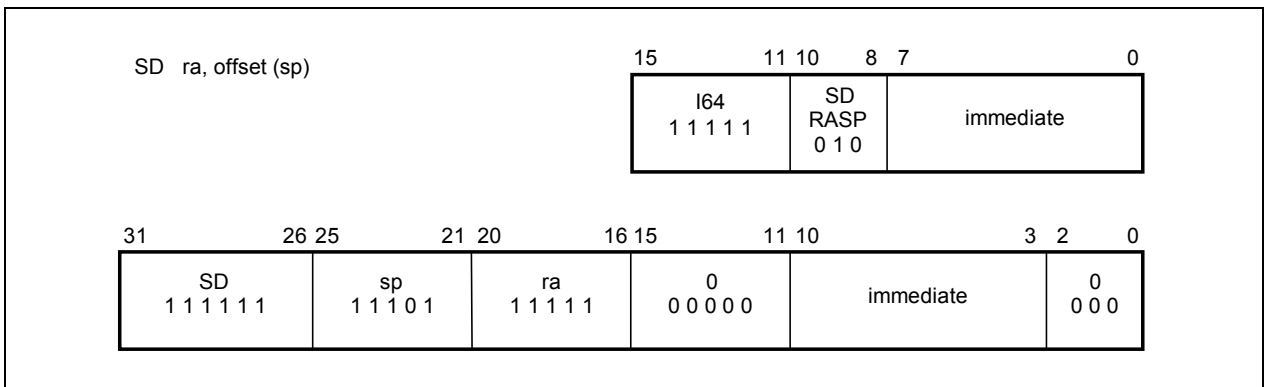 SD ra, offset (sp)
15 11 10 8 7 0
I64 SD
RASP immediate
1 1 1 1 1 0 1 0
31 26 25 21 20 16 15 11 10 3 2 0
SD sp ra 0 immediate 0
1 1 1 1 1 1 1 1 1 0 1 1 1 1 1 1 0 0 0 0 0 0 0 0